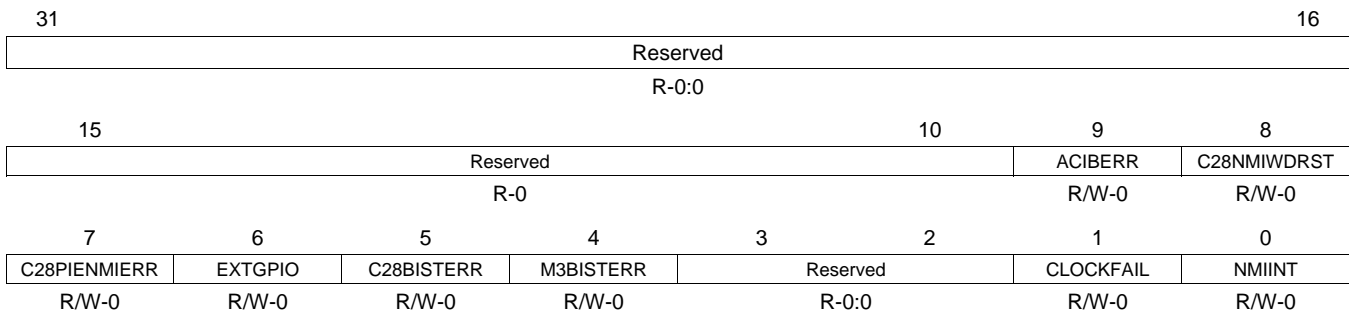 31 16
Reserved
R-0:0
15 10 9 8
Reserved ACIBERR C28NMIWDRST
R-0 R/W-0 R/W-0
7 6 5 4 3 2 1 0
C28PIENMIERR EXTGPIO C28BISTERR M3BISTERR Reserved CLOCKFAIL NMIINT
R/W-0 R/W-0 R/W-0 R/W-0 R-0:0 R/W-0 R/W-0